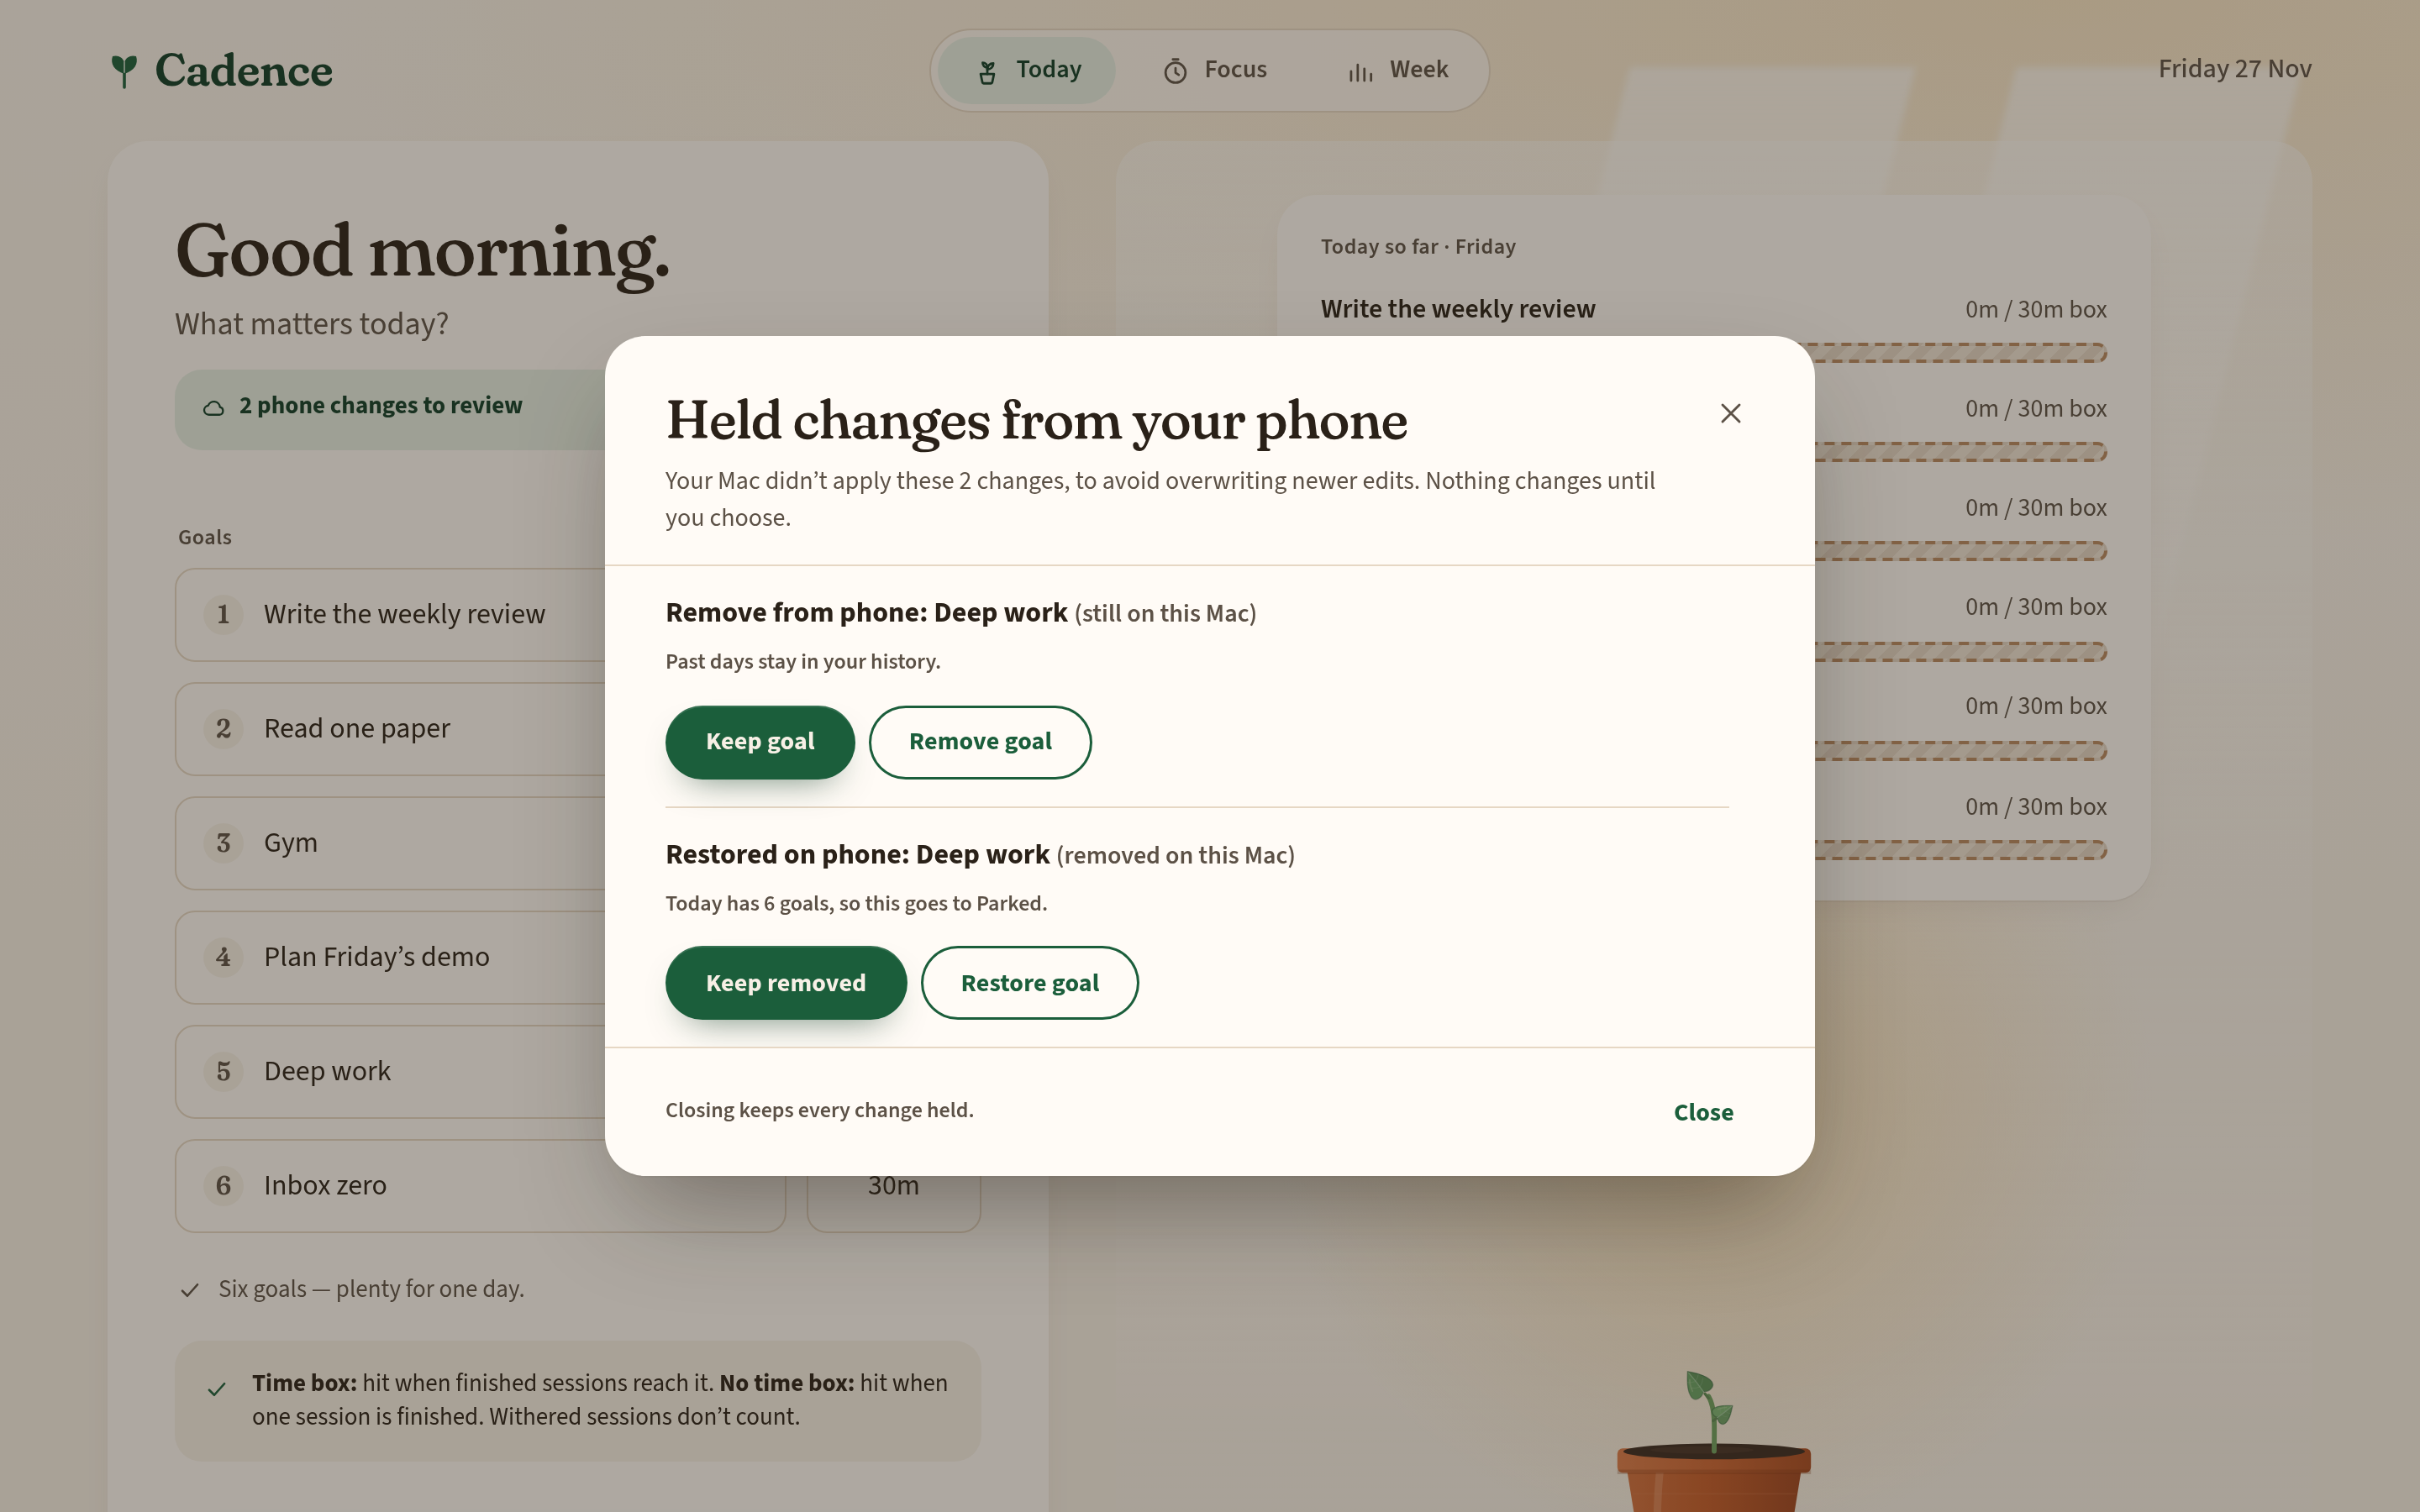 Cadence
Today
Focus
Week
Friday 27 Nov
Good morning.
What matters today?
2 phone changes to review
Goals
1 Write the weekly review
2 Read one paper
3 Gym
4 Plan Friday’s demo
5 Deep work
6 Inbox zero
30m
Six goals — plenty for one day.
Time box: hit when finished sessions reach it. No time box: hit when
one session is finished. Withered sessions don’t count.
Today so far · Friday
Write the weekly review
0m / 30m box
0m / 30m box
0m / 30m box
0m / 30m box
0m / 30m box
0m / 30m box
Held changes from your phone
Your Mac didn’t apply these 2 changes, to avoid overwriting newer edits. Nothing changes until
you choose.
Remove from phone: Deep work (still on this Mac)
Past days stay in your history.
Keep goal
Remove goal
Restored on phone: Deep work (removed on this Mac)
Today has 6 goals, so this goes to Parked.
Keep removed
Restore goal
Closing keeps every change held.
Close